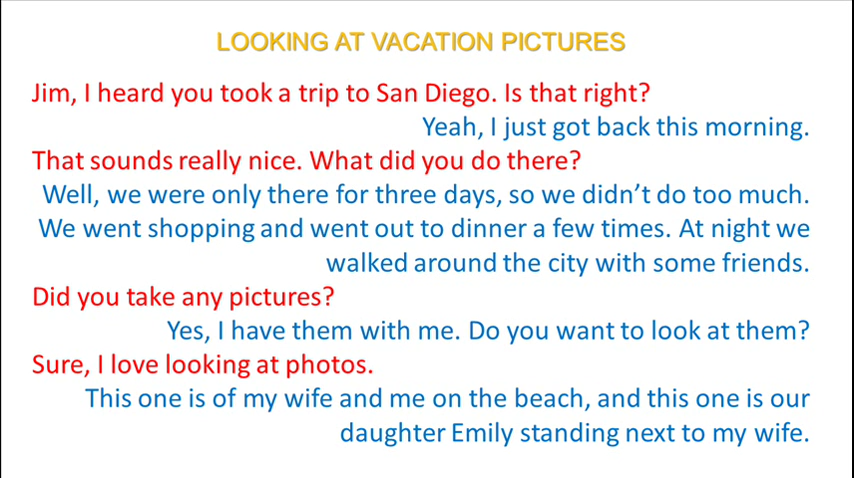 LOOKING AT VACATION PICTURES
Jim, I heard you took a trip to San Diego. Is that right?
Yeah, I just got back this morning.
That sounds really nice. What did you do there?
Well, we were only there for three days, so we didn’t do too much.
We went shopping and went out to dinner a few times. At night we
walked around the city with some friends.
Did you take any pictures?
Yes, I have them with me. Do you want to look at them?
Sure, I love looking at photos.
This one is of my wife and me on the beach, and this one is our
daughter Emily standing next to my wife.